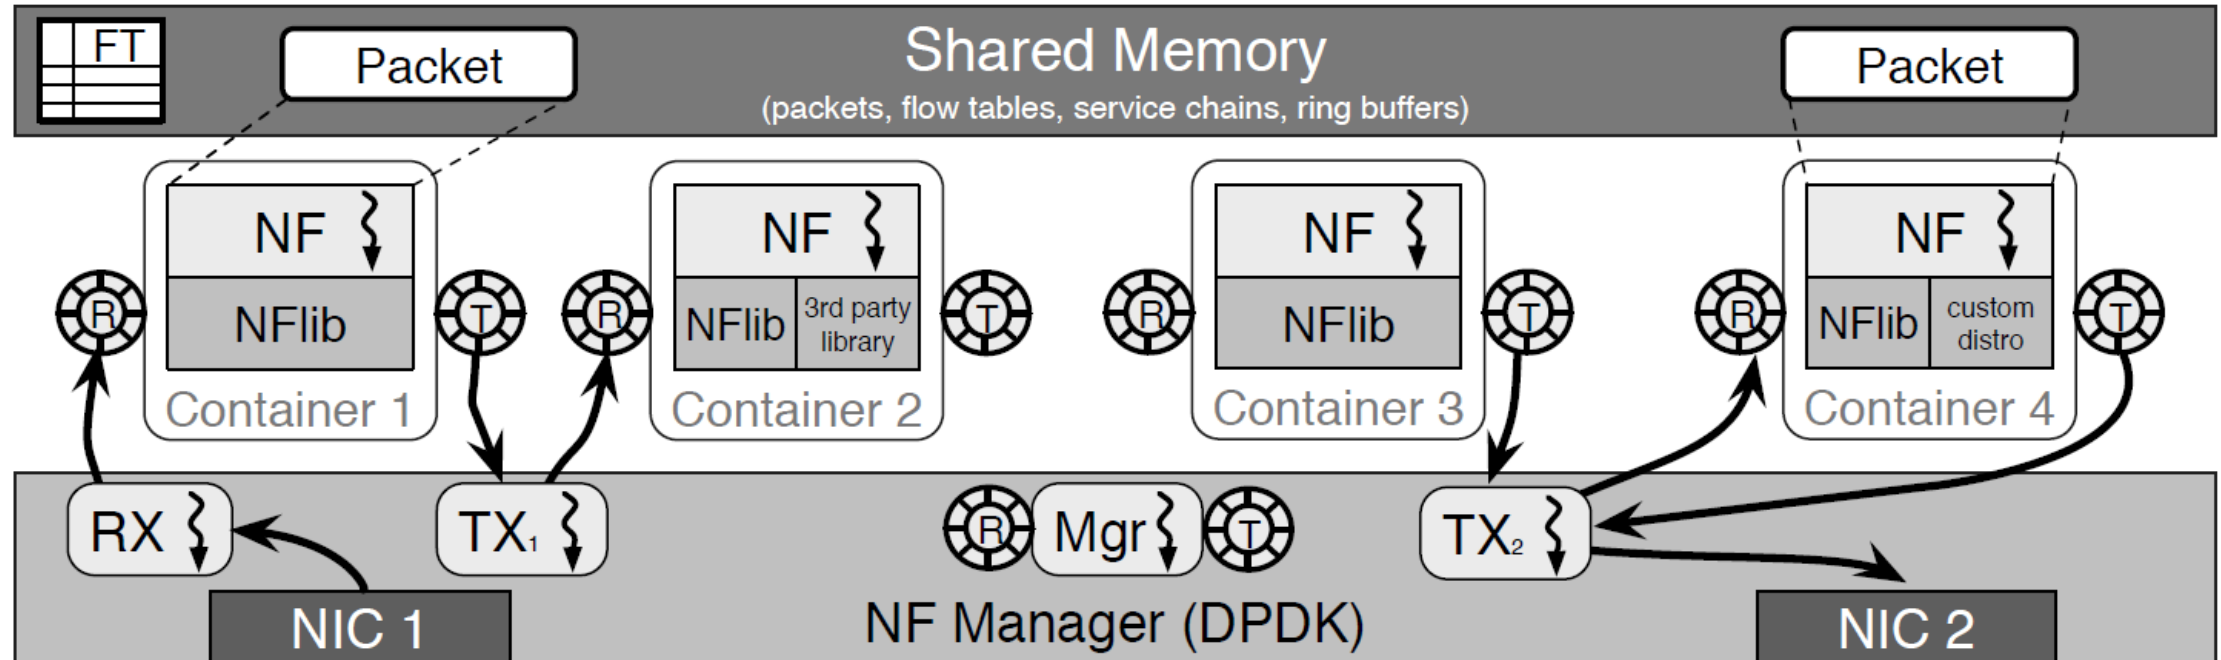 FT
Packet
Shared Memory
(packets, flow tables, service chains, ring buffers)
Packet
NF
NF
NF
NF
R
NFlib
T
R
NFlib
3rd party
library
T
R
NFlib
T
R
NFlib
custom
distro
T
Container 1
Container 2
Container 3
Container 4
RX
TX1
R
Mgr
T
TX2
NIC 1
NF Manager (DPDK)
NIC 2